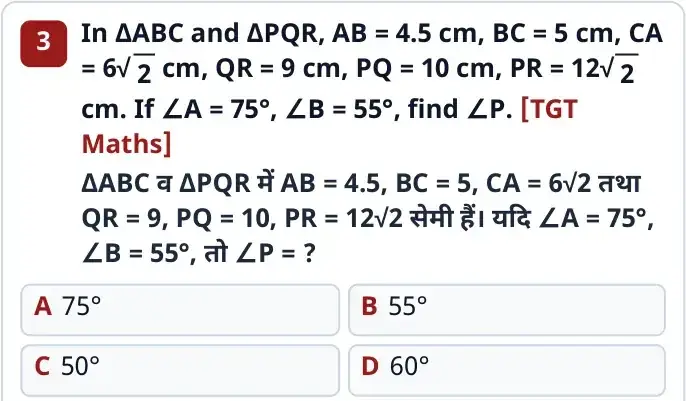 3 In ΔABC and ΔPQR, AB = 4.5 cm, BC = 5 cm, CA
= 6√2 cm, QR = 9 cm, PQ = 10 cm, PR = 12√2
cm. If ∠A = 75°, ∠B = 55°, find ∠P. [TGT
Maths]
ΔABC व ΔPQR में AB = 4.5, BC = 5, CA = 6√2 तथा
QR = 9, PQ = 10, PR = 12√2 सेमी हैं। यदि ∠A = 75°,
∠B = 55°, तो ∠P = ?
A 75°
B 55°
C 50°
D 60°